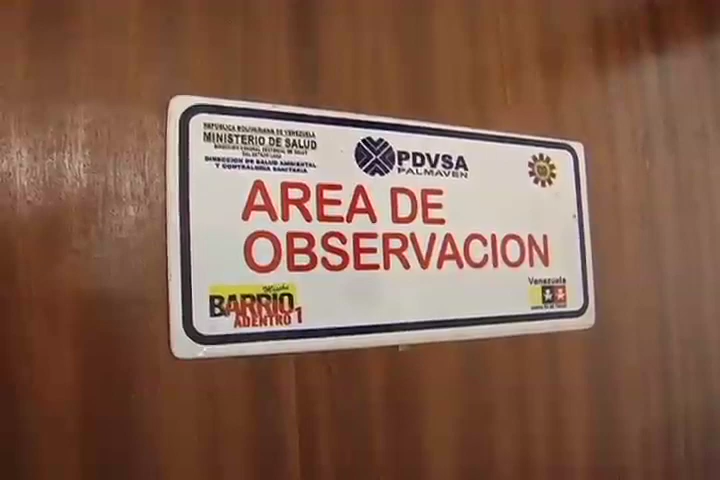 REPUBLICA BOLIVARIANA DE VENEZUELA
MINISTERIO DE SALUD
DIRECCION DE SALUD AMBIENTAL
Y CONTRALORIA SANITARIA
PDVSA
PALMAVEN
AREA DE
OBSERVACION
BARRIO
ADENTRO 1
Venezuela